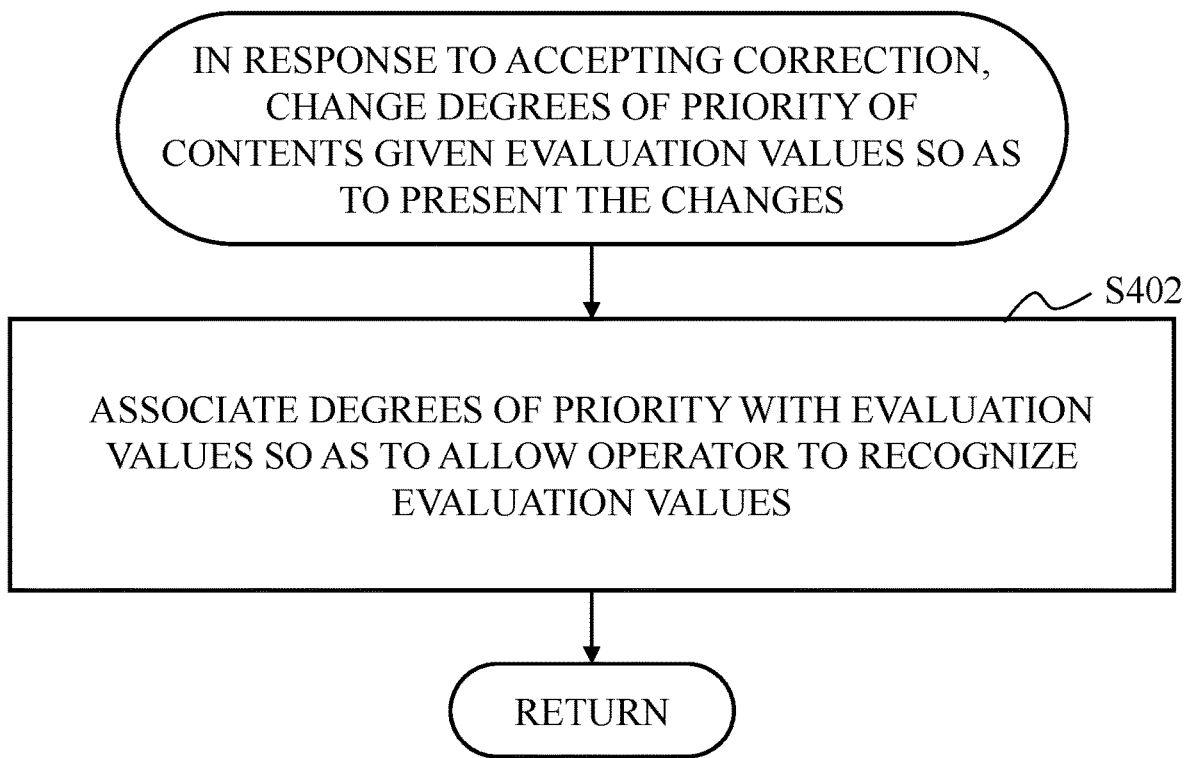 IN RESPONSE TO ACCEPTING CORRECTION,
CHANGE DEGREES OF PRIORITY OF
CONTENTS GIVEN EVALUATION VALUES SO AS
TO PRESENT THE CHANGES
S402
ASSOCIATE DEGREES OF PRIORITY WITH EVALUATION
VALUES SO AS TO ALLOW OPERATOR TO RECOGNIZE
EVALUATION VALUES
RETURN